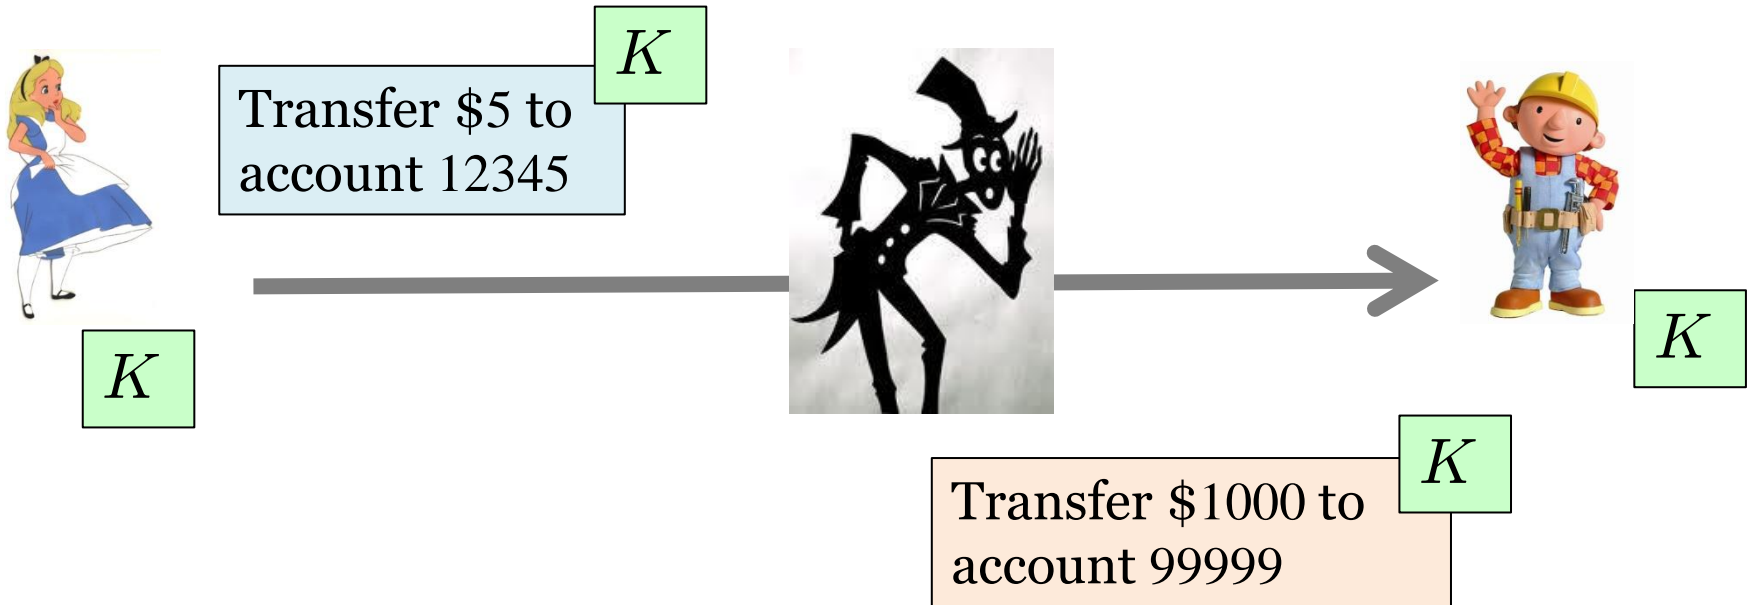 K
Transfer $5 to
account 12345
K
K
K
Transfer $1000 to
account 99999